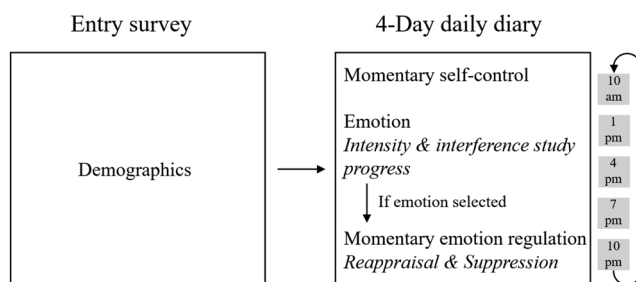 Entry survey
4-Day daily diary
Demographics
Momentary self-control
Emotion
Intensity & interference study
progress
If emotion selected
Momentary emotion regulation
Reappraisal & Suppression
10
am
1
pm
4
pm
7
pm
10
pm